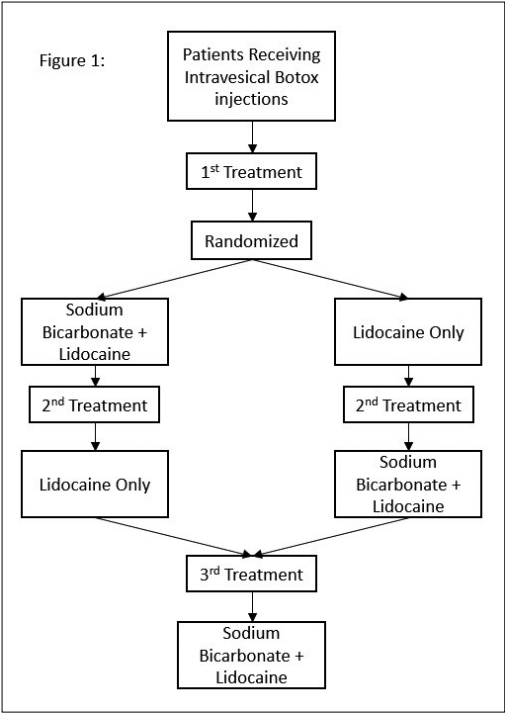 Figure 1:
Patients Receiving
Intravesical Botox
injections
1st Treatment
Randomized
Sodium
Bicarbonate +
Lidocaine
Lidocaine Only
2nd Treatment
2nd Treatment
Lidocaine Only
Sodium
Bicarbonate +
Lidocaine
3rd Treatment
Sodium
Bicarbonate +
Lidocaine